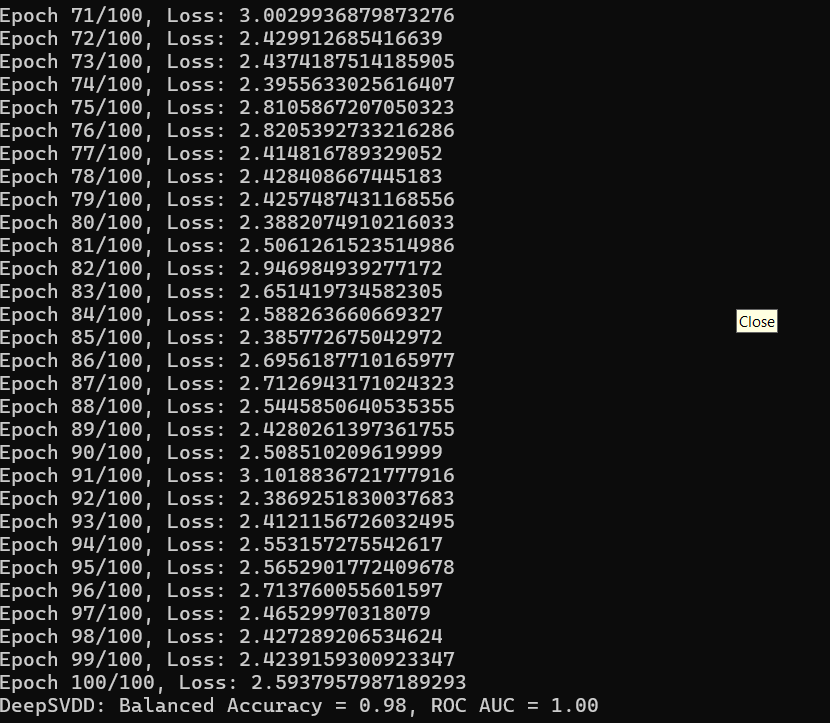 Epoch 71/100, Loss: 3.0029936879873276
Epoch 72/100, Loss: 2.429912685416639
Epoch 73/100, Loss: 2.4374187514185905
Epoch 74/100, Loss: 2.3955633025616407
Epoch 75/100, Loss: 2.8105867207050323
Epoch 76/100, Loss: 2.8205392733216286
Epoch 77/100, Loss: 2.414816789329052
Epoch 78/100, Loss: 2.428408667445183
Epoch 79/100, Loss: 2.4257487431168556
Epoch 80/100, Loss: 2.3882074910216033
Epoch 81/100, Loss: 2.5061261523514986
Epoch 82/100, Loss: 2.946984939277172
Epoch 83/100, Loss: 2.651419734582305
Epoch 84/100, Loss: 2.588263660669327
Close
Epoch 85/100, Loss: 2.385772675042972
Epoch 86/100, Loss: 2.6956187710165977
Epoch 87/100, Loss: 2.7126943171024323
Epoch 88/100, Loss: 2.5445850640535355
Epoch 89/100, Loss: 2.4280261397361755
Epoch 90/100, Loss: 2.508510209619999
Epoch 91/100, Loss: 3.1018836721777916
Epoch 92/100, Loss: 2.3869251830037683
Epoch 93/100, Loss: 2.4121156726032495
Epoch 94/100, Loss: 2.553157275542617
Epoch 95/100, Loss: 2.5652901772409678
Epoch 96/100, Loss: 2.713760055601597
Epoch 97/100, Loss: 2.46529970318079
Epoch 98/100, Loss: 2.427289206534624
Epoch 99/100, Loss: 2.4239159300923347
Epoch 100/100, Loss: 2.5937957987189293
DeepSVDD: Balanced Accuracy = 0.98, ROC AUC = 1.00